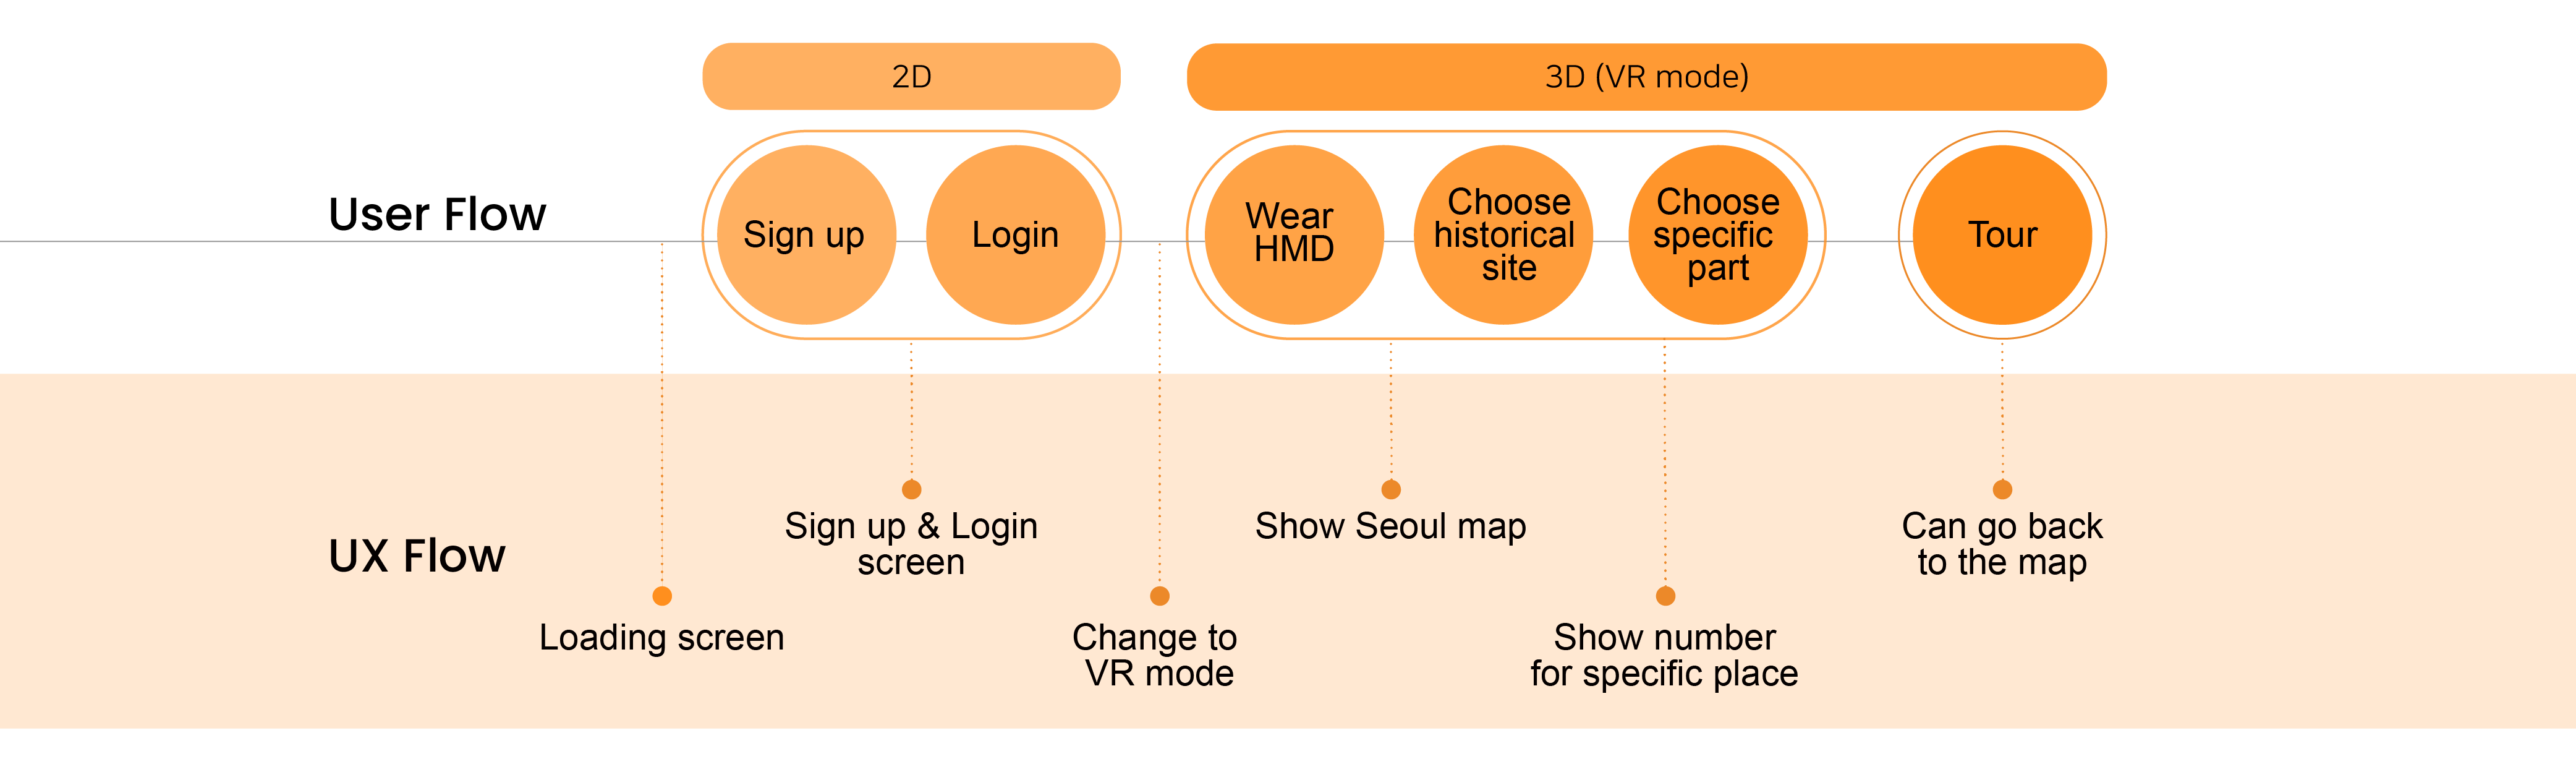 2D
3D (VR mode)
User Flow
Sign up
Login
Wear
HMD
Choose
historical
site
Choose
specific
part
Tour
UX Flow
Loading screen
Sign up & Login
screen
Change to
VR mode
Show Seoul map
Show number
for specific place
Can go back
to the map